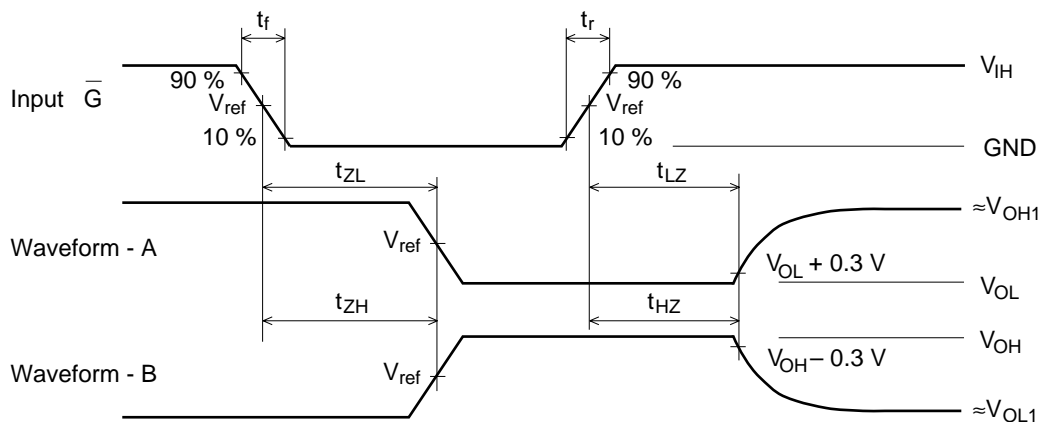 tf
tr
90 %
90 %
VIH
Input G̅
Vref
Vref
10 %
10 %
GND
tZL
tLZ
≈VOH1
Waveform - A
Vref
VOL + 0.3 V
VOL
tZH
tHZ
VOH
VOH – 0.3 V
Waveform - B
Vref
≈VOL1